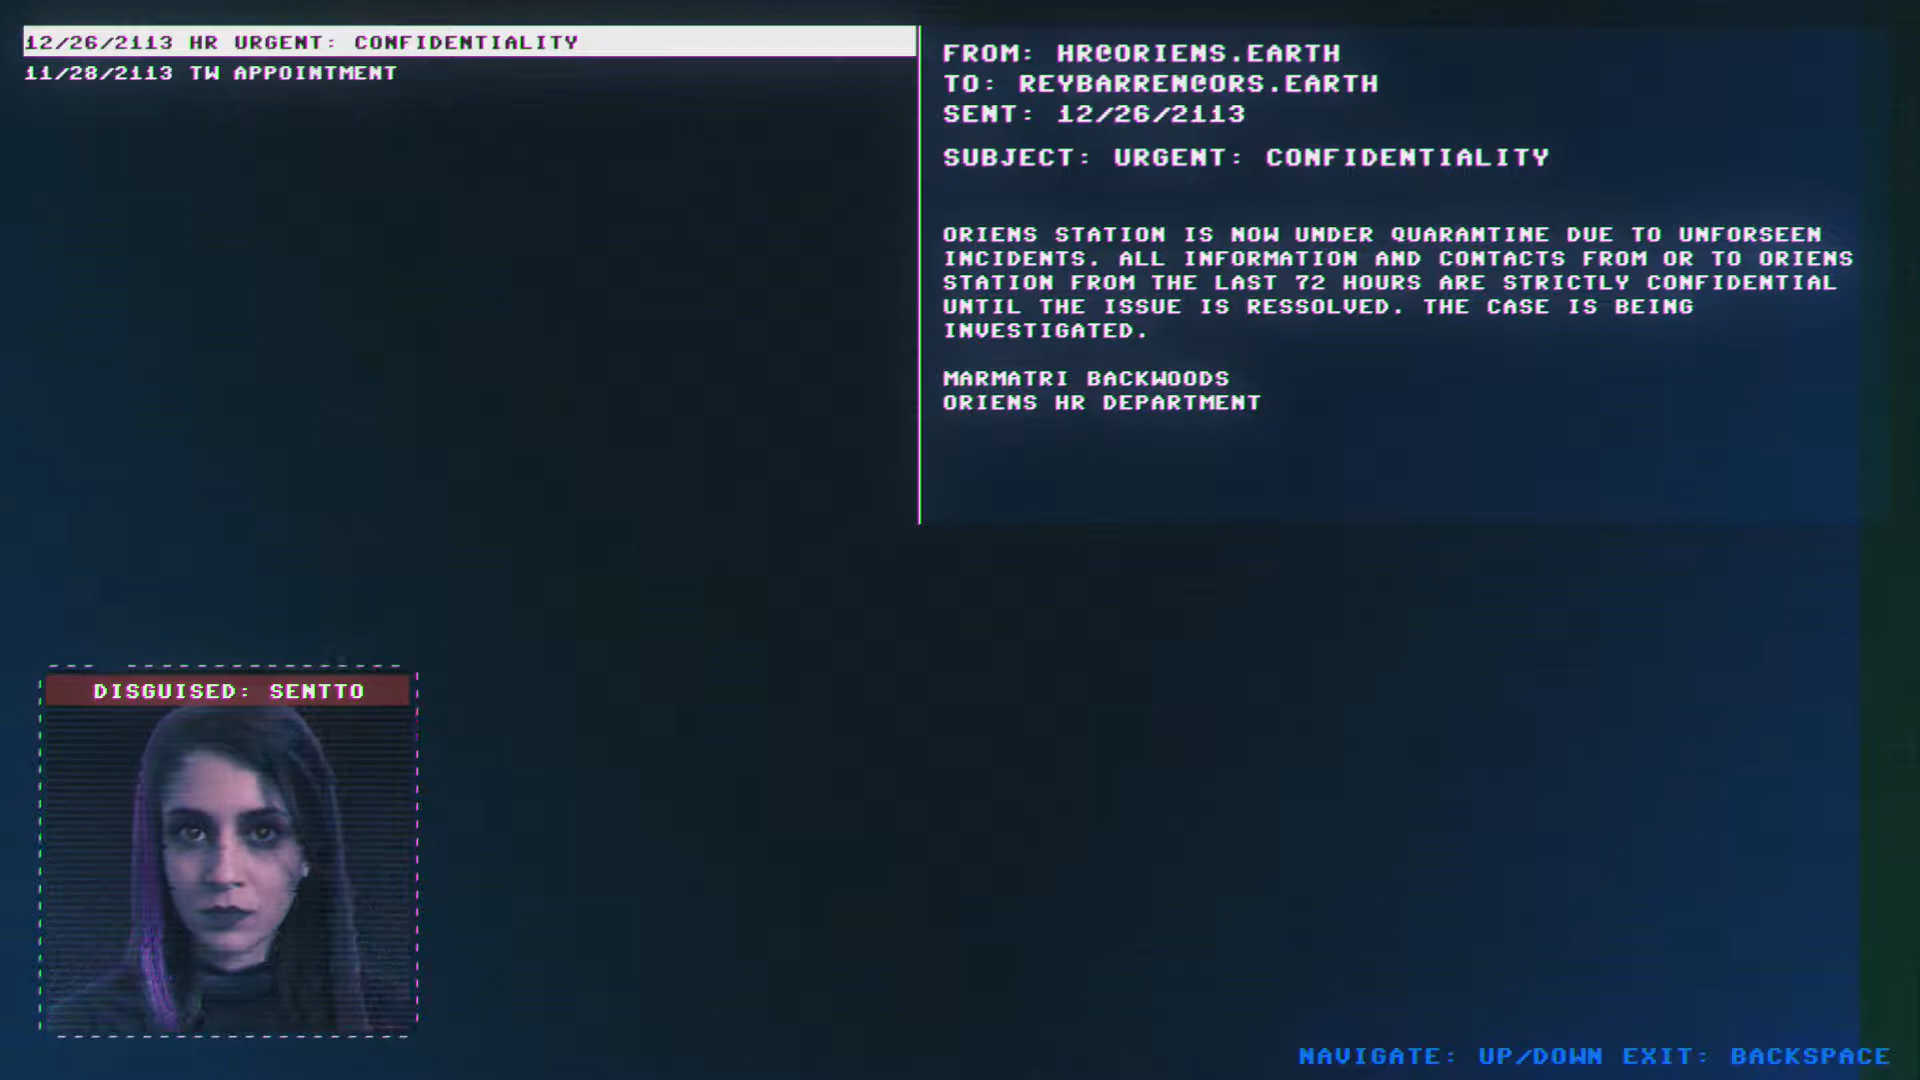 12/26/2113 HR URGENT: CONFIDENTIALITY
11/28/2113 TW APPOINTMENT
FROM: HR@ORIENS.EARTH
TO: REYBARREN@ORS.EARTH
SENT: 12/26/2113
SUBJECT: URGENT: CONFIDENTIALITY
ORIENS STATION IS NOW UNDER QUARANTINE DUE TO UNFORSEEN
INCIDENTS. ALL INFORMATION AND CONTACTS FROM OR TO ORIENS
STATION FROM THE LAST 72 HOURS ARE STRICTLY CONFIDENTIAL
UNTIL THE ISSUE IS RESSOLVED. THE CASE IS BEING
INVESTIGATED.
MARMATRI BACKWOODS
ORIENS HR DEPARTMENT
DISGUISED: SENTTO
NAVIGATE: UP/DOWN EXIT: BACKSPACE